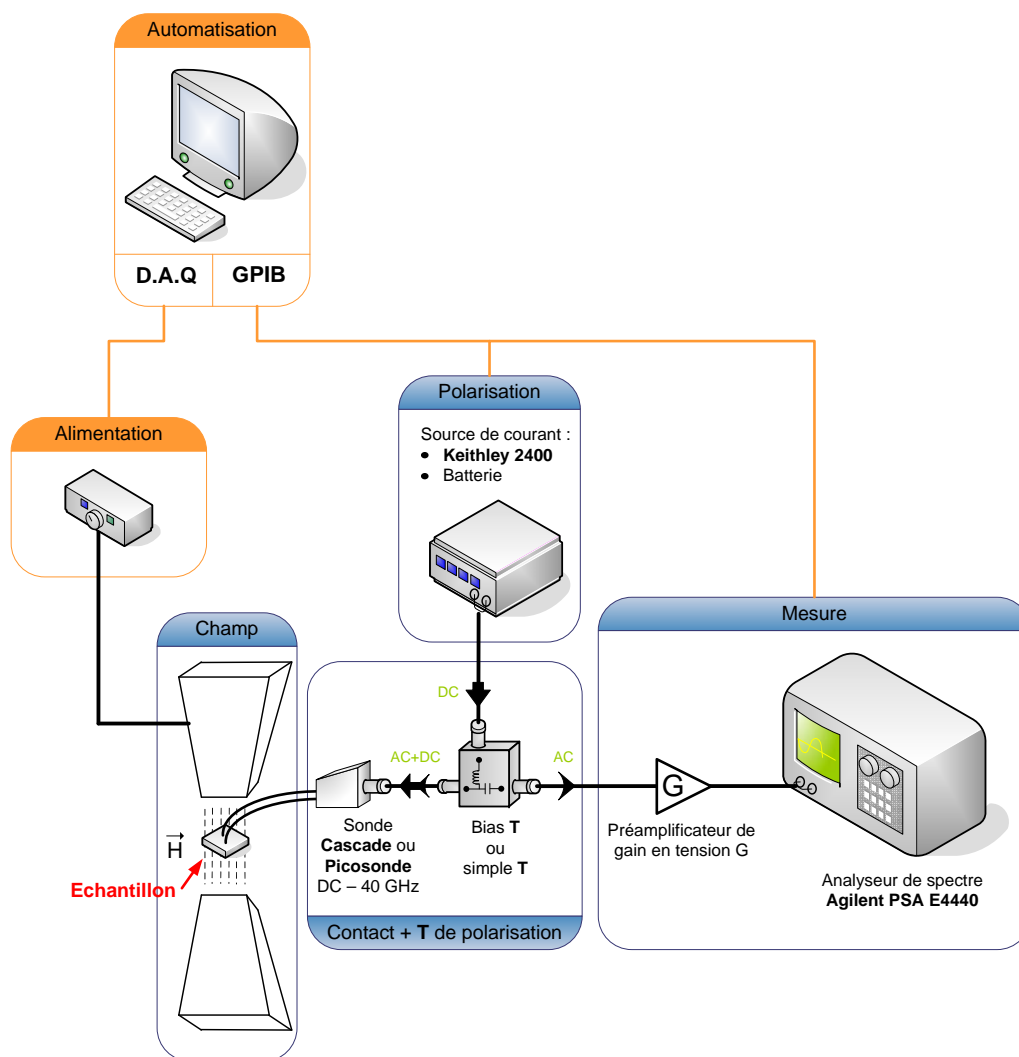 Automatisation
D.A.Q
GPIB
Polarisation
Source de courant :
• Keithley 2400
• Batterie
Alimentation
Champ
Mesure
DC
AC+DC
AC
G
H
Echantillon
Sonde
Cascade ou
Picosonde
DC – 40 GHz
Bias T
ou
simple T
Préamplificateur de
gain en tension G
Analyseur de spectre
Agilent PSA E4440
Contact + T de polarisation